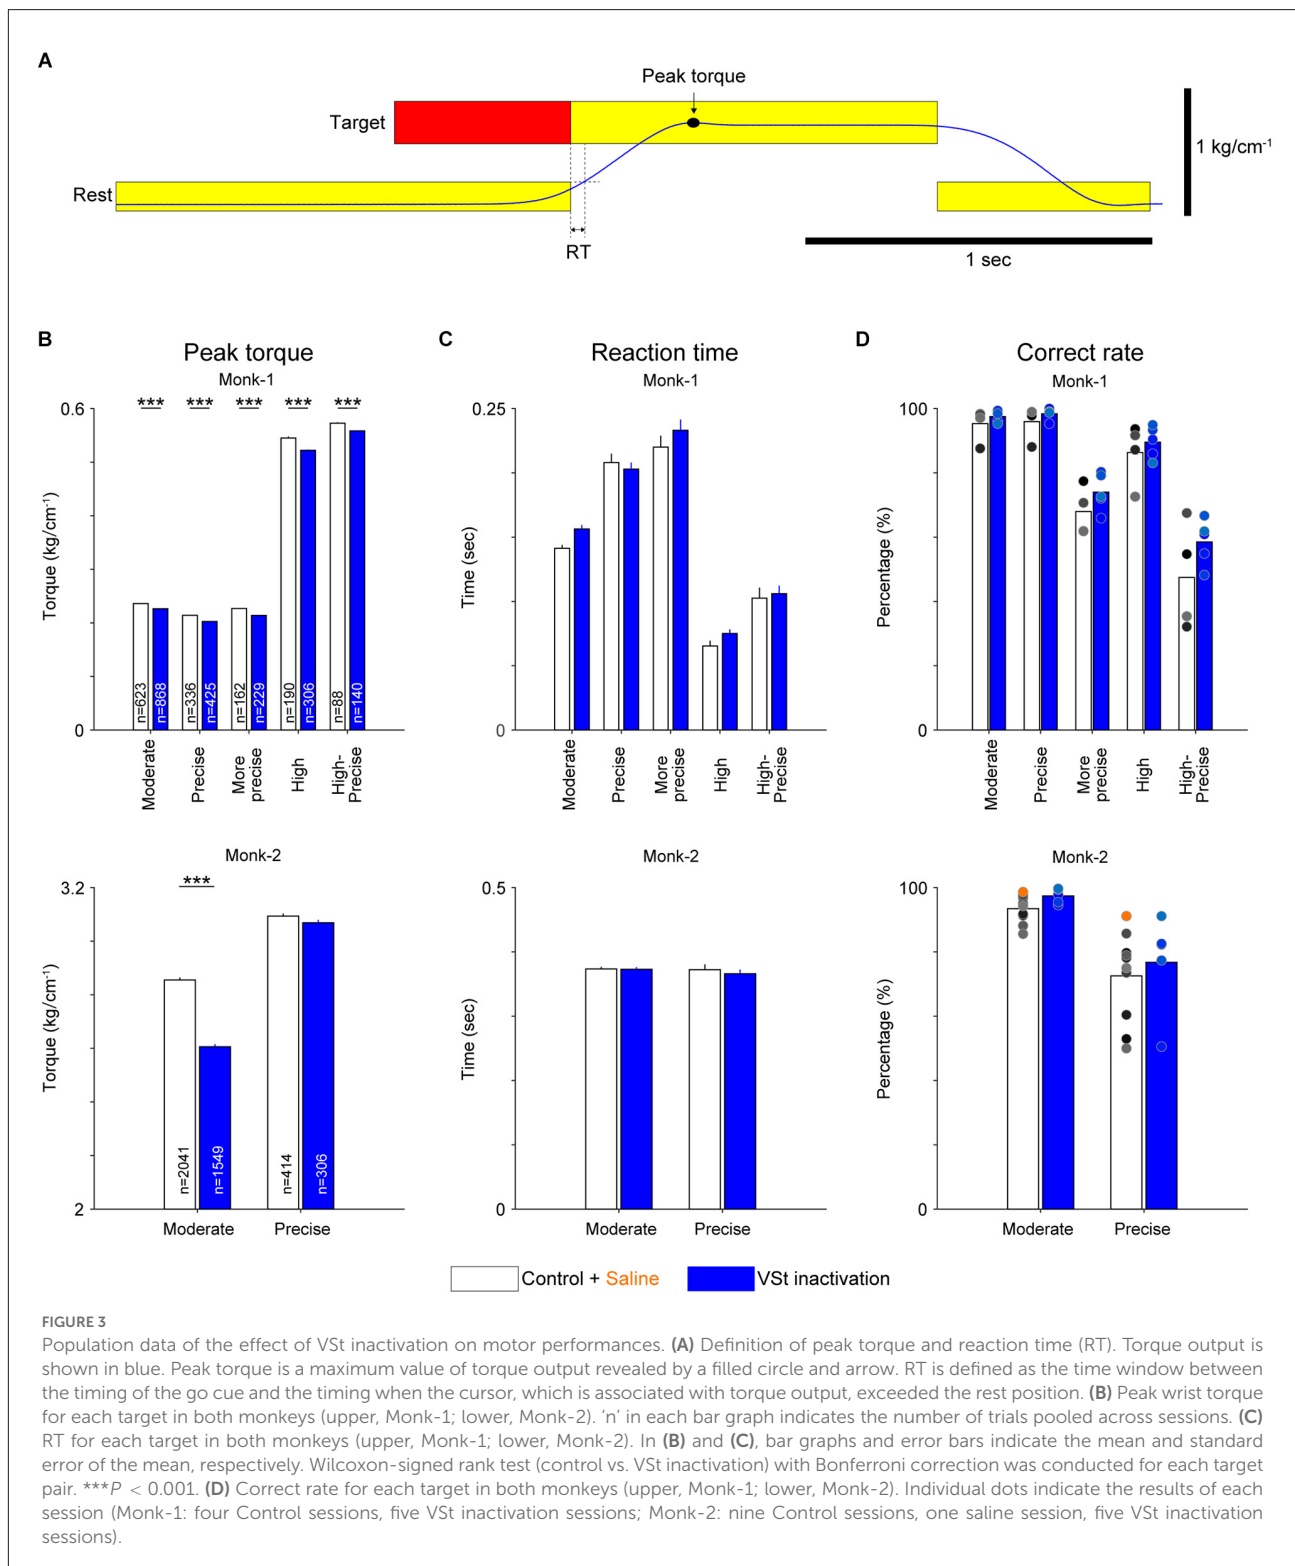 A
Peak torque
Target
1 kg/cm-1
Rest
RT
1 sec
B
Peak torque
Monk-1
*** *** *** *** ***
0.6
Torque (kg/cm-1)
0
n=623
n=868
n=336
n=425
n=162
n=229
n=190
n=306
n=88
n=140
Moderate
Precise
More
precise
High
High-
Precise
Monk-2
***
3.2
Torque (kg/cm-1)
2
n=2041
n=1549
n=414
n=306
Moderate
Precise
C
Reaction time
Monk-1
0.25
Time (sec)
0
Moderate
Precise
More
precise
High
High-
Precise
Monk-2
0.5
Time (sec)
0
Moderate
Precise
D
Correct rate
Monk-1
100
Percentage (%)
0
Moderate
Precise
More
precise
High
High-
Precise
Monk-2
100
Percentage (%)
0
Moderate
Precise
Control + Saline
VSt inactivation
FIGURE 3
Population data of the effect of VSt inactivation on motor performances. (A) Definition of peak torque and reaction time (RT). Torque output is
shown in blue. Peak torque is a maximum value of torque output revealed by a filled circle and arrow. RT is defined as the time window between
the timing of the go cue and the timing when the cursor, which is associated with torque output, exceeded the rest position. (B) Peak wrist torque
for each target in both monkeys (upper, Monk-1; lower, Monk-2). ‘n’ in each bar graph indicates the number of trials pooled across sessions. (C)
RT for each target in both monkeys (upper, Monk-1; lower, Monk-2). In (B) and (C), bar graphs and error bars indicate the mean and standard
error of the mean, respectively. Wilcoxon-signed rank test (control vs. VSt inactivation) with Bonferroni correction was conducted for each target
pair. ***P < 0.001. (D) Correct rate for each target in both monkeys (upper, Monk-1; lower, Monk-2). Individual dots indicate the results of each
session (Monk-1: four Control sessions, five VSt inactivation sessions; Monk-2: nine Control sessions, one saline session, five VSt inactivation
sessions).